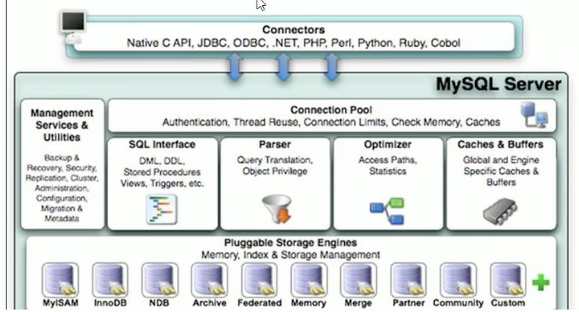 Connectors
Native C API, JDBC, ODBC, .NET, PHP, Perl, Python, Ruby, Cobol
MySQL Server
Management
Services &
Utilities
Backup &
Recovery, Security,
Replication, Cluster,
Administration,
Configuration,
Migration &
Metadata
Connection Pool
Authentication, Thread Reuse, Connection Limits, Check Memory, Caches
SQL Interface
DML, DDL,
Stored Procedures
Views, Triggers, etc.
Parser
Query Translation,
Object Privilege
Optimizer
Access Paths,
Statistics
Caches & Buffers
Global and Engine
Specific Caches &
Buffers
Pluggable Storage Engines
Memory, Index & Storage Management
MyISAM InnoDB NDB Archive Federated Memory Merge Partner Community Custom